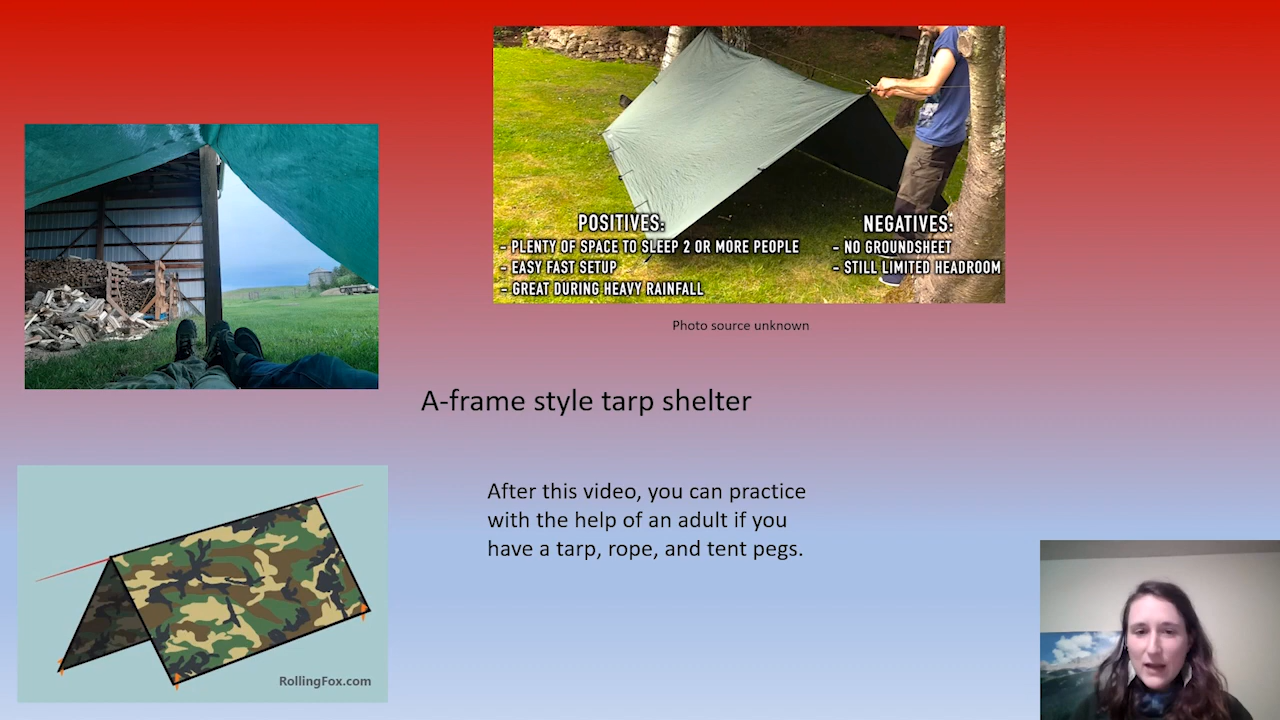 POSITIVES:
- PLENTY OF SPACE TO SLEEP 2 OR MORE PEOPLE
- EASY FAST SETUP
- GREAT DURING HEAVY RAINFALL
NEGATIVES:
- NO GROUNDSHEET
- STILL LIMITED HEADROOM
Photo source unknown
A-frame style tarp shelter
After this video, you can practice
with the help of an adult if you
have a tarp, rope, and tent pegs.
RollingFox.com